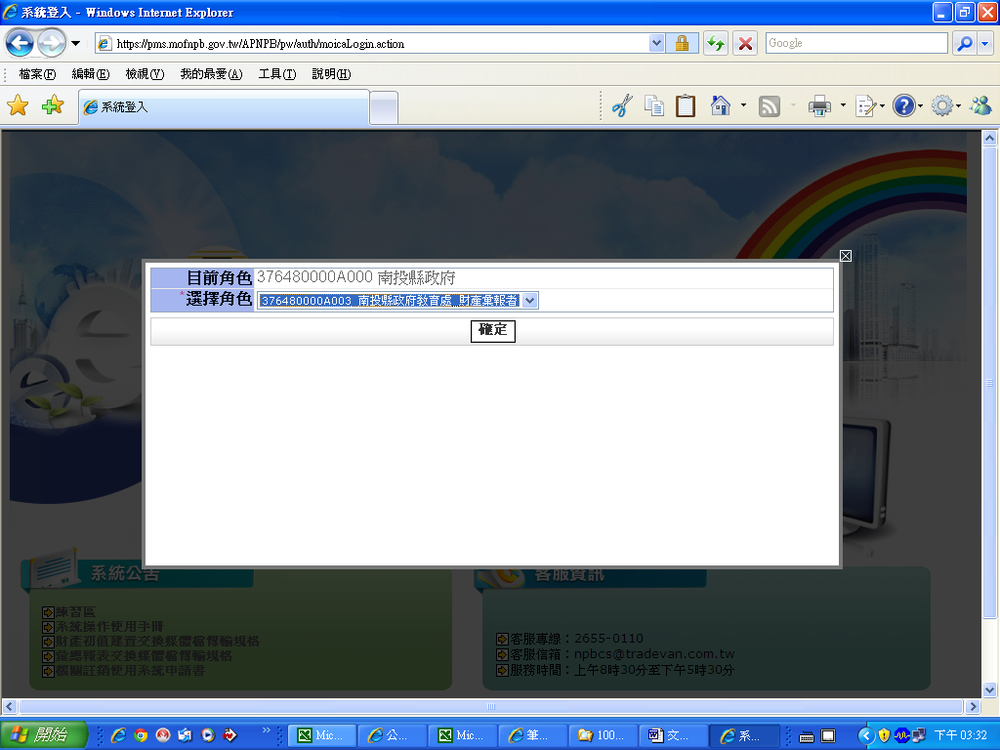 系統登入 - Windows Internet Explorer
https://pms.mofnpb.gov.tw/APNPB/pw/auth/moicaLogin.action
Google
檔案(F) 編輯(E) 檢視(V) 我的最愛(A) 工具(T) 說明(H)
系統登入
目前角色 376480000A000 南投縣政府
*選擇角色 376480000A003_南投縣政府教育處_財產彙報者
確定
系統公告
練習區
系統操作使用手冊
財產初值建置交換媒體檔傳輸規格
彙總報表交換媒體檔傳輸規格
機關註銷使用系統申請書
客服資訊
客服專線：2655-0110
客服信箱：npbcs@tradevan.com.tw
服務時間：上午8時30分至下午5時30分
開始 Mic... 公... Mic... 筆... 100... 文... 系... 下午 03:32